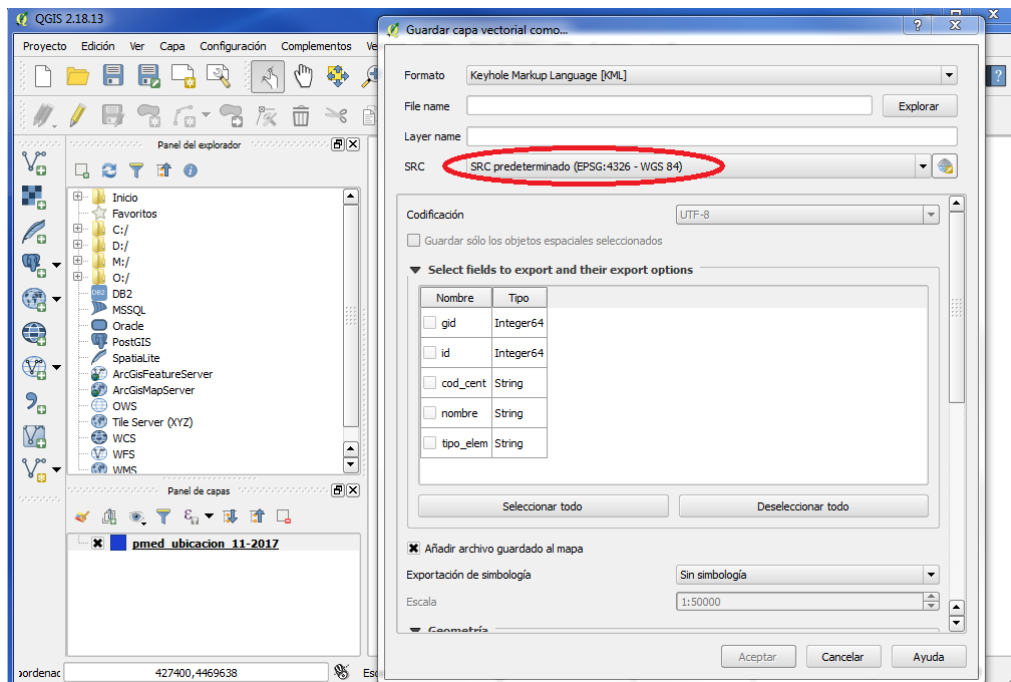 QGIS 2.18.13
Proyecto Edición Ver Capa Configuración Complementos Ve
Panel del explorador
Inicio
Favoritos
C:/
D:/
M:/
O:/
DB2
MSSQL
Oracle
PostGIS
SpatiaLite
ArcGisFeatureServer
ArcGisMapServer
OWS
Tile Server (XYZ)
WCS
WFS
WMS
Panel de capas
pmed_ubicacion_11-2017
oordenac 427400,4469638 Esc
Guardar capa vectorial como...
Formato Keyhole Markup Language [KML]
File name Explorar
Layer name
SRC SRC predeterminado (EPSG:4326 - WGS 84)
Codificación UTF-8
Guardar sólo los objetos espaciales seleccionados
Select fields to export and their export options
Nombre Tipo
gid Integer64
id Integer64
cod_cent String
nombre String
tipo_elem String
Seleccionar todo Deseleccionar todo
Añadir archivo guardado al mapa
Exportación de simbología Sin simbología
Escala 1:50000
Geometría
Aceptar Cancelar Ayuda